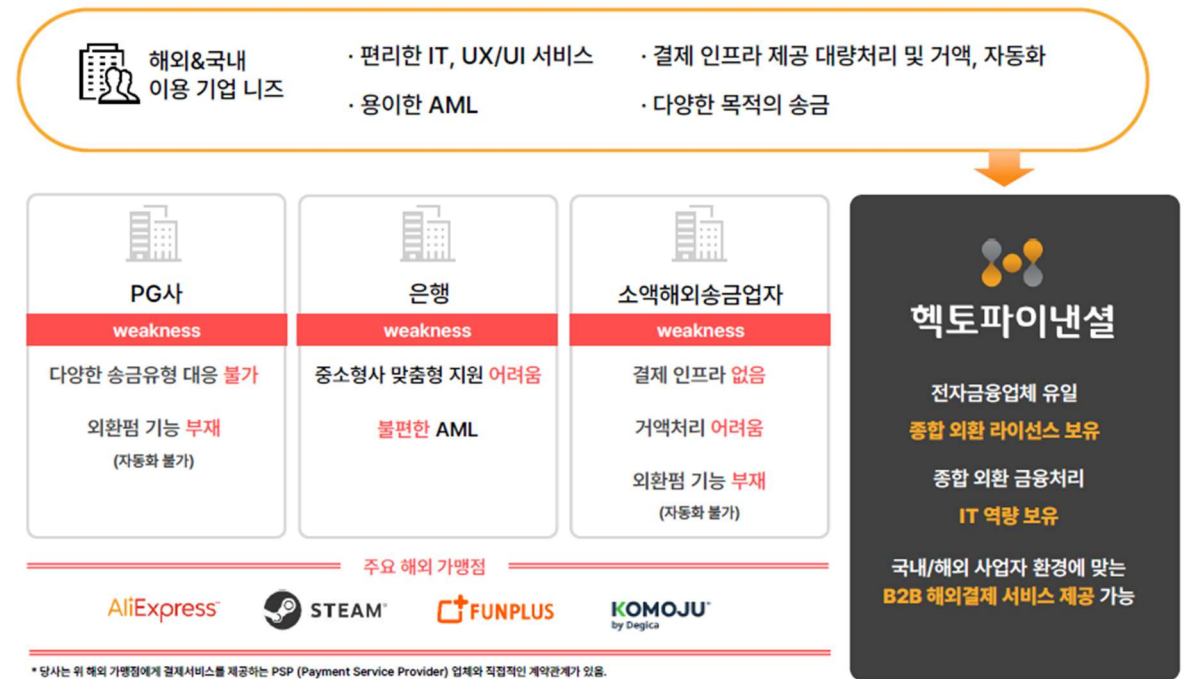 해외&국내
이용 기업 니즈
· 편리한 IT, UX/UI 서비스
· 용이한 AML
· 결제 인프라 제공 대량처리 및 거액, 자동화
· 다양한 목적의 송금
PG사
weakness
다양한 송금유형 대응 불가
외환펌 기능 부재
(자동화 불가)
은행
weakness
중소형사 맞춤형 지원 어려움
불편한 AML
소액해외송금업자
weakness
결제 인프라 없음
거액처리 어려움
외환펌 기능 부재
(자동화 불가)
헥토파이낸셜
전자금융업체 유일
종합 외환 라이선스 보유
종합 외환 금융처리
IT 역량 보유
국내/해외 사업자 환경에 맞는
B2B 해외결제 서비스 제공 가능
주요 해외 가맹점
AliExpress™
STEAM®
FUNPLUS
KOMOJU™
by Degica
* 당사는 위 해외 가맹점에게 결제서비스를 제공하는 PSP (Payment Service Provider) 업체와 직접적인 계약관계가 있음.